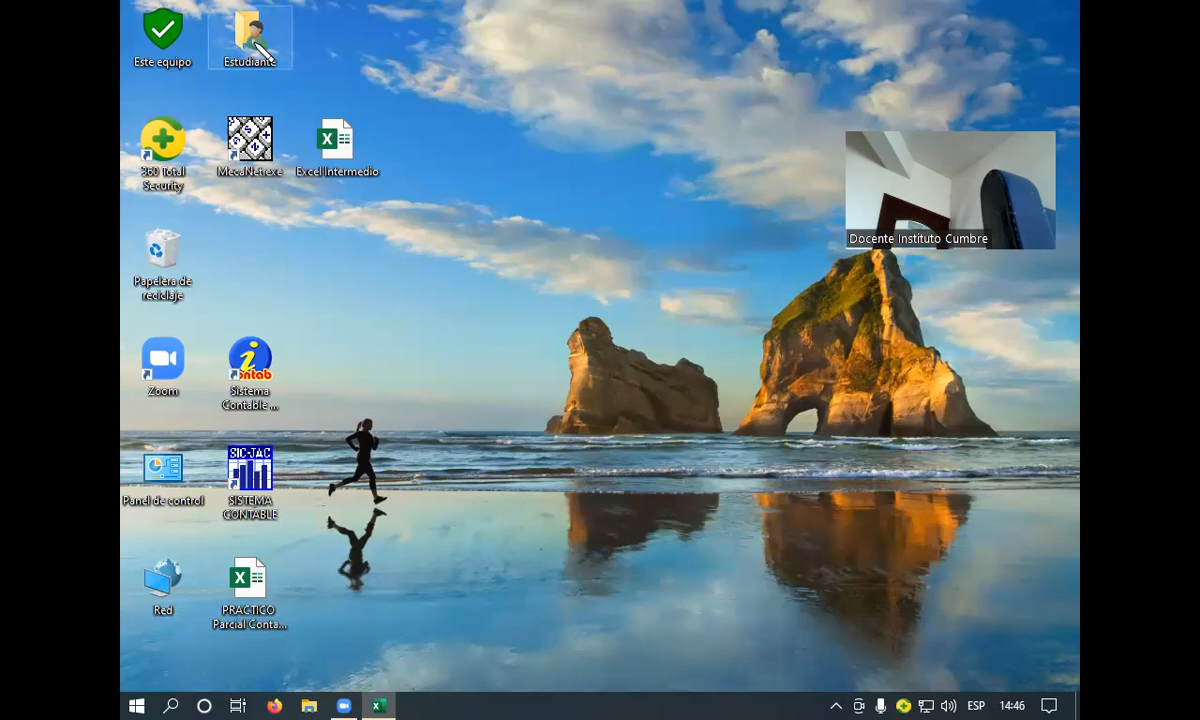 Este equipo
Estudiante
360 Total
Security
MecaNet.exe
Excel Intermedio
Docente Instituto Cumbre
Papelera de
reciclaje
Zoom
Sistema
Contable ...
Panel de control
SIC-JAC
SISTEMA
CONTABLE
Red
PRACTICO
Parcial Conta...
ESP
14:46